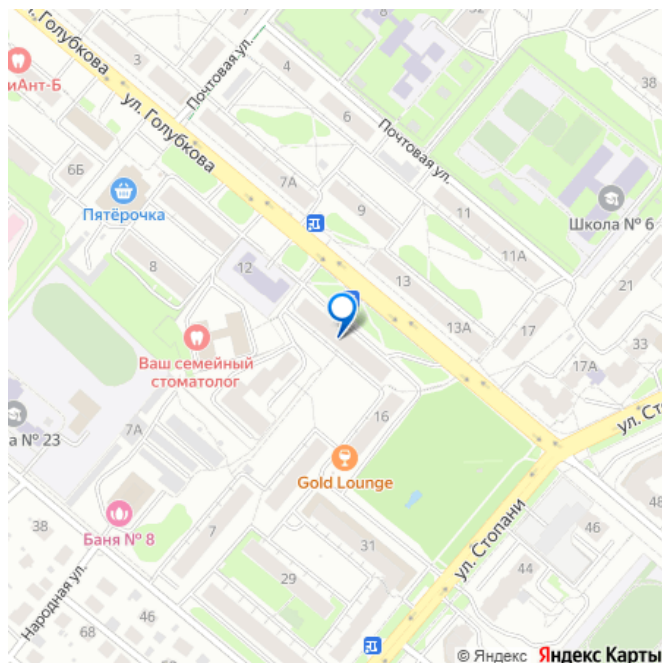 ул. Голубкова
38
3
Почтовая ул.
4
иАнт-Б
ул. Голубкова
6
Почтовая ул.
6Б
7А
Пятёрочка
9
11
Школа № 6
8
12
11А
13
21
13А
17
33
Ваш семейный
стоматолог
17А
16
ул. Ст
7А
а № 23
Gold Lounge
48
38
Баня № 8
7
ул. Стопани
46
31
Народная ул.
29
44
46
68
© Яндекс Яндекс Карты